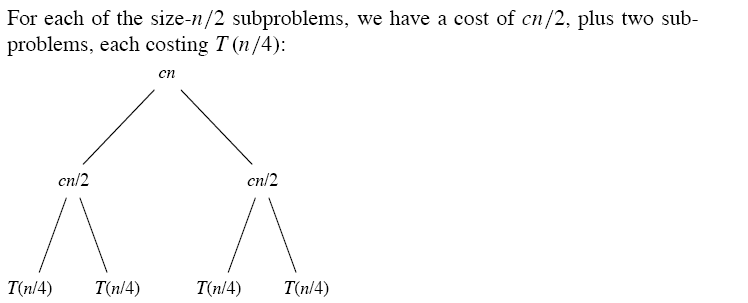 For each of the size-n/2 subproblems, we have a cost of cn/2, plus two sub-
problems, each costing T (n/4):
cn
cn/2 cn/2
T(n/4) T(n/4) T(n/4) T(n/4)